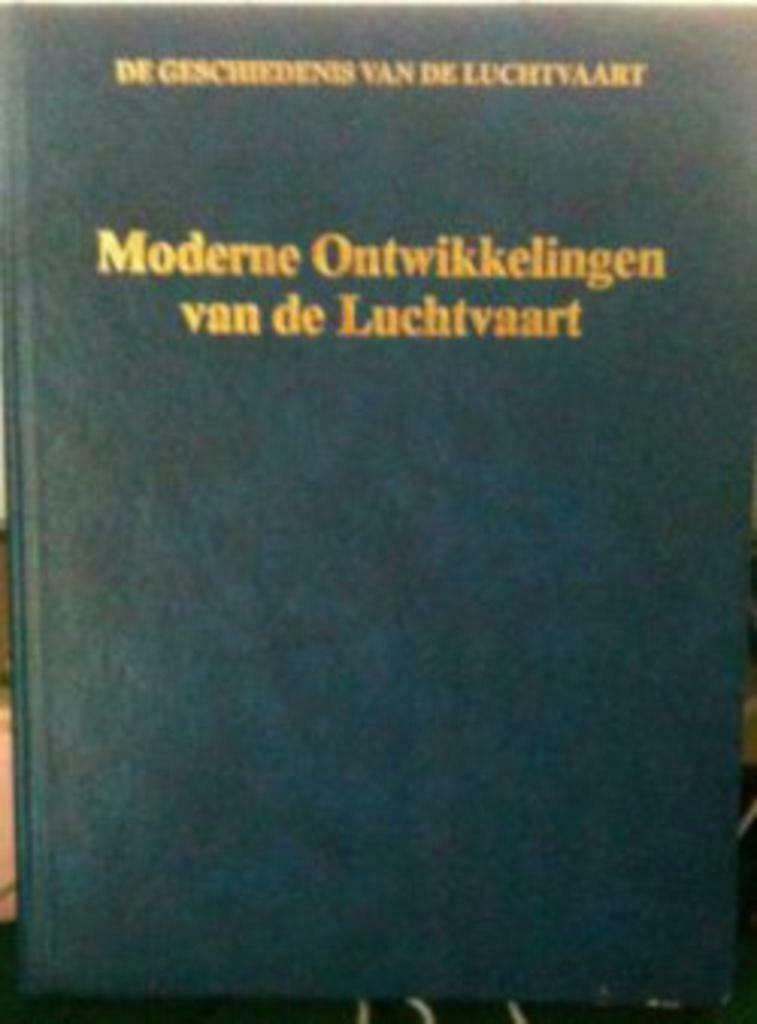 DE GESCHIEDENIS VAN DE LUCHTVAART
Moderne Ontwikkelingen
van de Luchtvaart